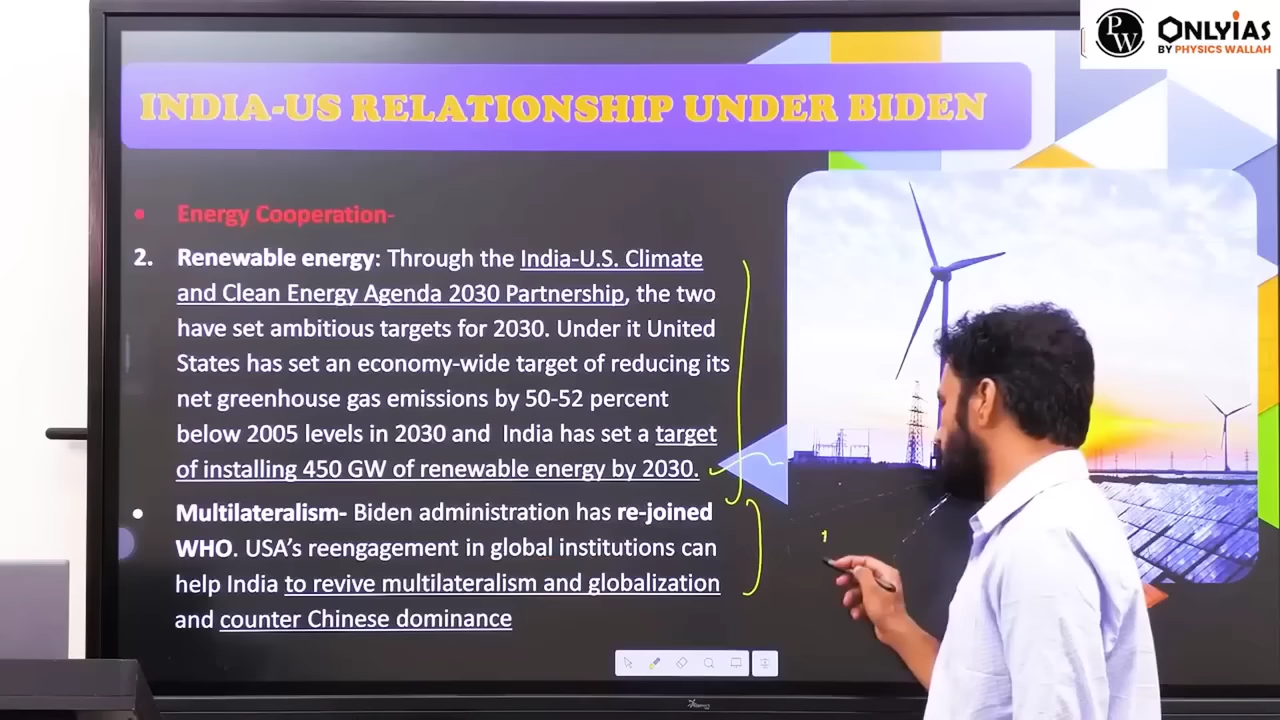 PW
ONLYIAS
BY PHYSICS WALLAH
INDIA-US RELATIONSHIP UNDER BIDEN
• Energy Cooperation-
2. Renewable energy: Through the India-U.S. Climate
and Clean Energy Agenda 2030 Partnership, the two
have set ambitious targets for 2030. Under it United
States has set an economy-wide target of reducing its
net greenhouse gas emissions by 50-52 percent
below 2005 levels in 2030 and India has set a target
of installing 450 GW of renewable energy by 2030.
• Multilateralism- Biden administration has re-joined
WHO. USA's reengagement in global institutions can
help India to revive multilateralism and globalization
and counter Chinese dominance